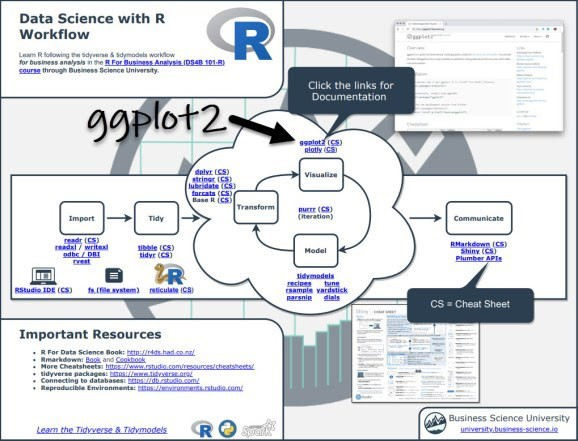 Data Science with R
Workflow
Learn R following the tidyverse & tidymodels workflow
for business analysis in the R For Business Analysis (DS4B 101-R)
course through Business Science University.
ggplot2
Click the links for
Documentation
ggplot2 (CS)
plotly (CS)
Visualize
dplyr (CS)
stringr (CS)
lubridate (CS)
forcats (CS)
Base R (CS)
Transform
purrr (CS)
(iteration)
Model
tidymodels
recipes tune
rsample yardstick
parsnip dials
Import
readr (CS)
readxl / writexl
odbc / DBI
rvest
Tidy
tibble (CS)
tidyr (CS)
RStudio IDE (CS)
fs (file system)
reticulate (CS)
Communicate
RMarkdown (CS)
Shiny (CS)
Plumber APIs
CS = Cheat Sheet
Important Resources
• R For Data Science Book: http://r4ds.had.co.nz/
• Rmarkdown: Book and Cookbook
• More Cheatsheets: https://www.rstudio.com/resources/cheatsheets/
• tidyverse packages: https://www.tidyverse.org/
• Connecting to databases: https://db.rstudio.com/
• Reproducible Environments: https://environments.rstudio.com/
Learn the Tidyverse & Tidymodels
R
Spark
Business Science University
university.business-science.io